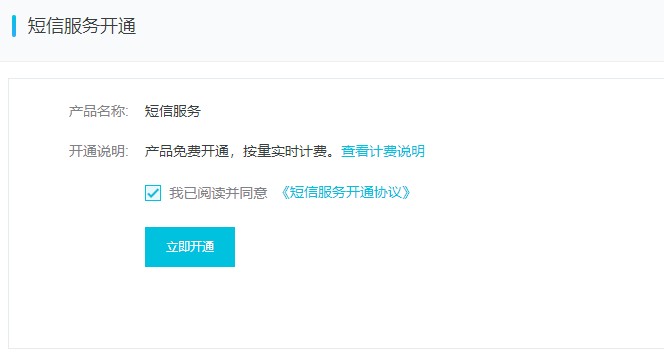 短信服务开通
产品名称: 短信服务
开通说明: 产品免费开通，按量实时计费。查看计费说明
我已阅读并同意 《短信服务开通协议》
立即开通